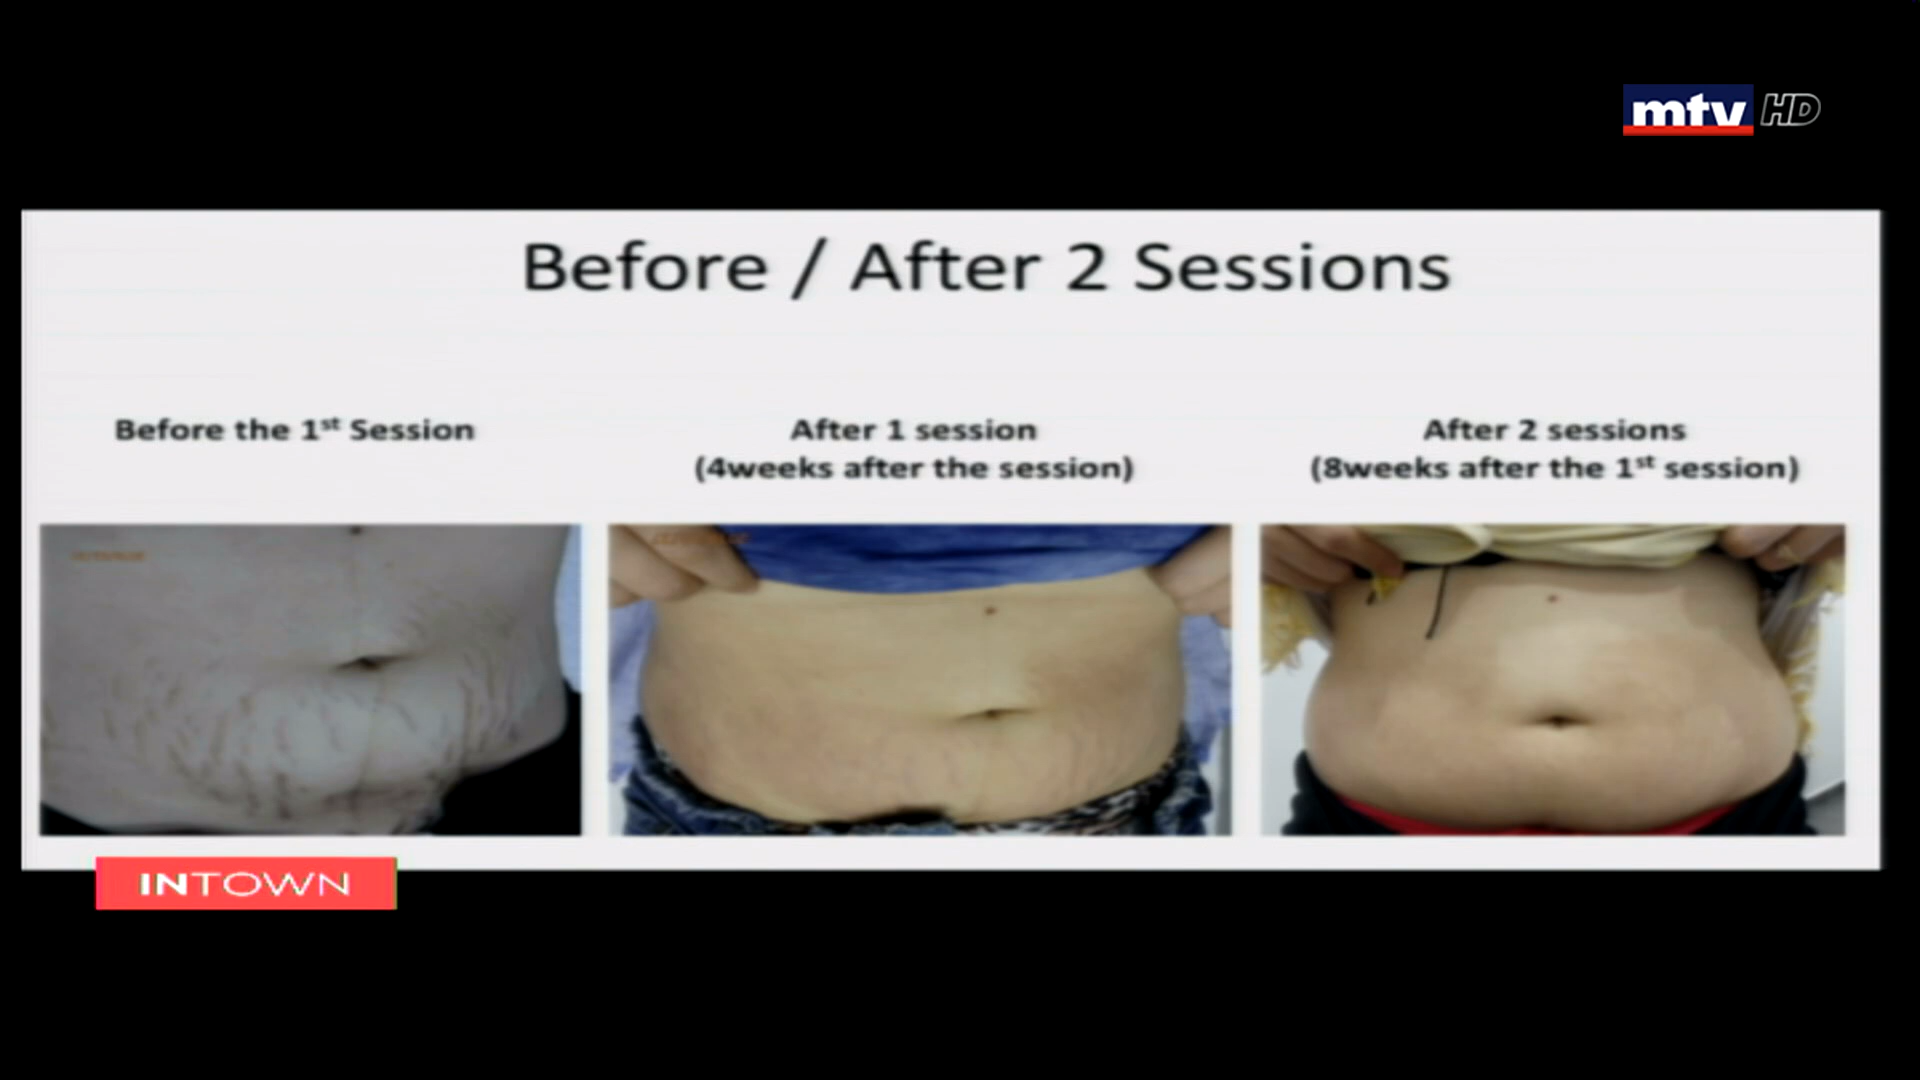 mtv HD
Before / After 2 Sessions
Before the 1st Session
After 1 session
(4weeks after the session)
After 2 sessions
(8weeks after the 1st session)
INTOWN